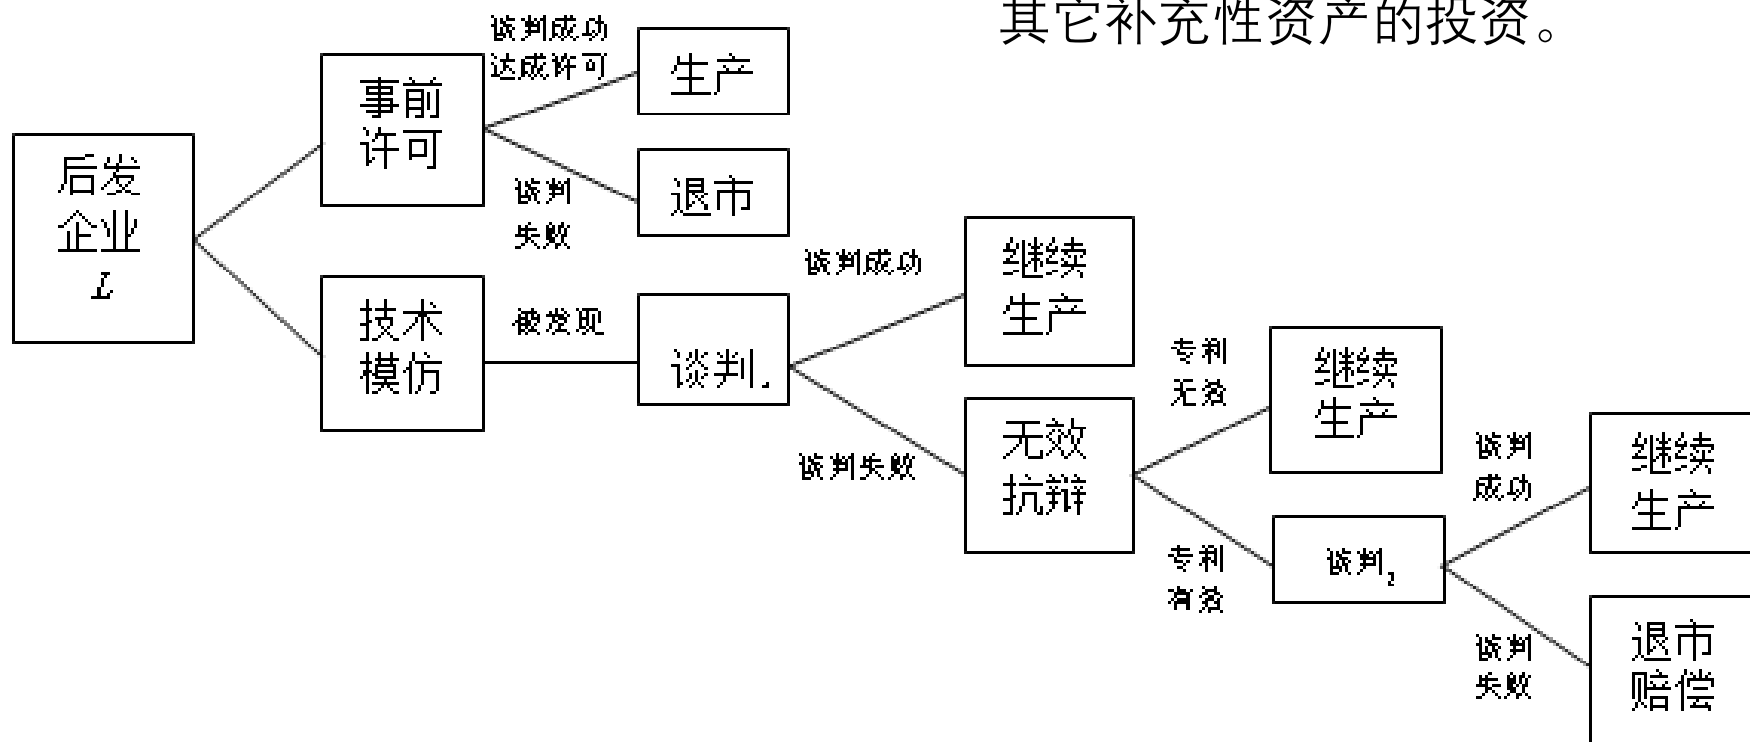 其它补充性资产的投资。
后发
企业
L
事前
许可
谈判成功
达成许可
生产
谈判
失败
退市
技术
模仿
被发现
谈判
谈判成功
继续
生产
谈判失败
无效
抗辩
专利
无效
继续
生产
专利
有效
谈判2
谈判
成功
继续
生产
谈判
失败
退市
赔偿